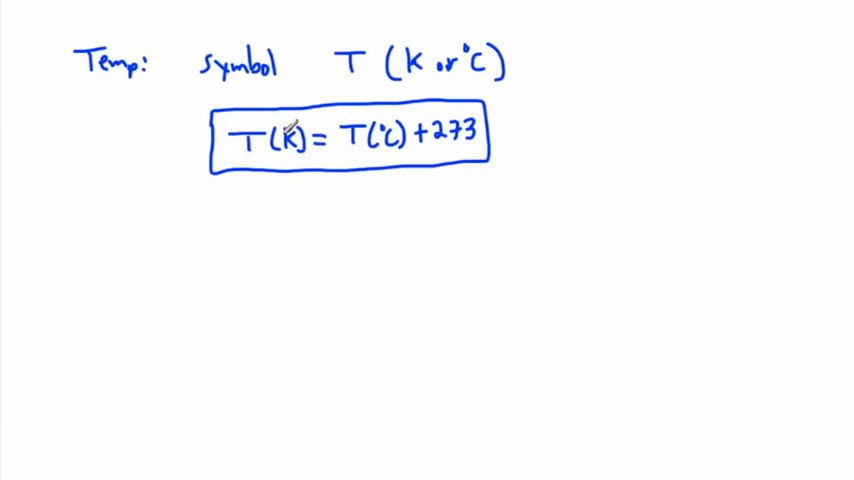 Temp: symbol T (K or °C)
T(K) = T(°C) + 273